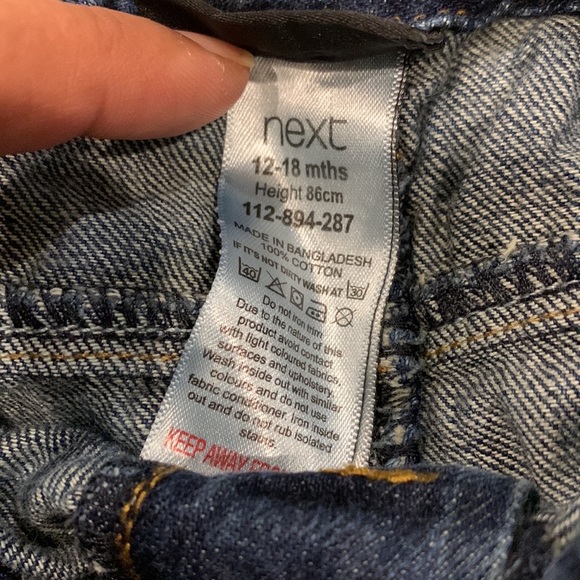 next
12-18 mths
Height 86cm
112-894-287
MADE IN BANGLADESH
100% COTTON
IF IT'S NOT DIRTY WASH AT 30
40
Do not iron trim
Due to the nature of this
product avoid contact
with light coloured fabrics,
surfaces and upholstery.
Wash inside out with similar
colours and do not use
fabric conditioner. Iron inside
out and do not rub isolated
stains.
KEEP AWAY